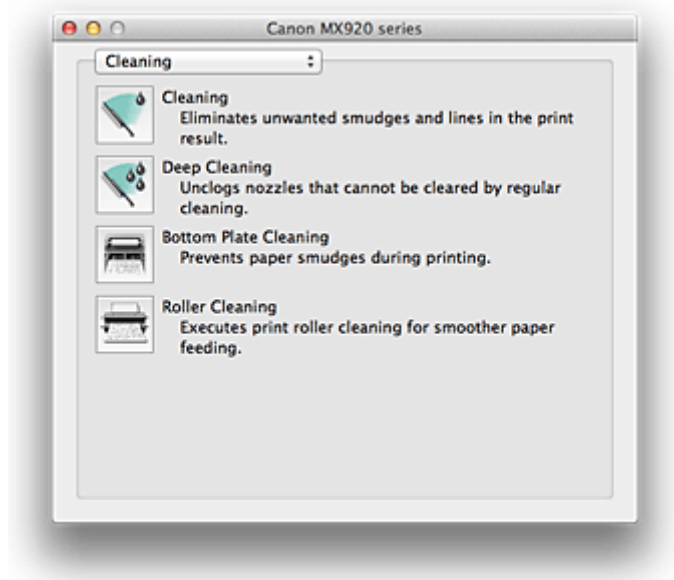 Canon MX920 series
Cleaning
Cleaning
Eliminates unwanted smudges and lines in the print
result.
Deep Cleaning
Unclogs nozzles that cannot be cleared by regular
cleaning.
Bottom Plate Cleaning
Prevents paper smudges during printing.
Roller Cleaning
Executes print roller cleaning for smoother paper
feeding.